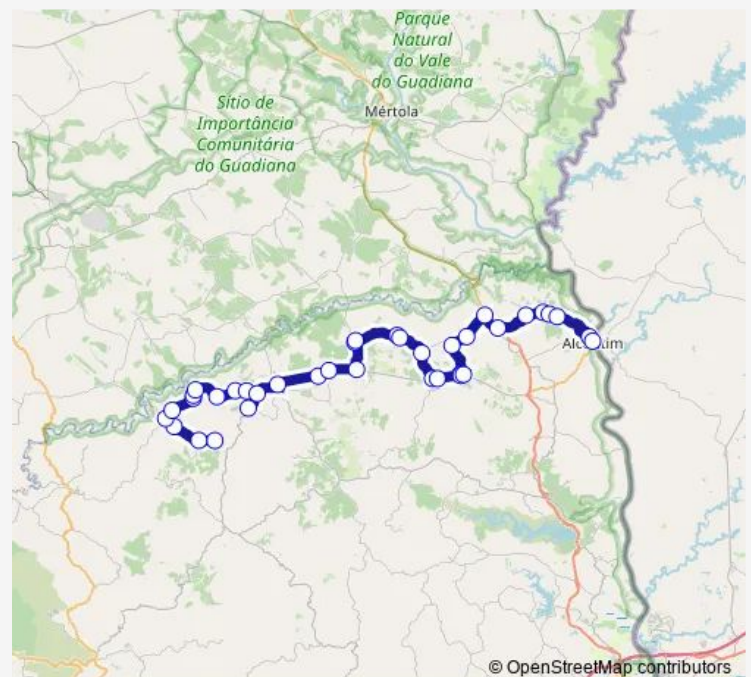 Parque
Natural
do Vale
do Guadiana
Mértola
Sítio de
Importância
Comunitária
do Guadiana
© OpenStreetMap contributors